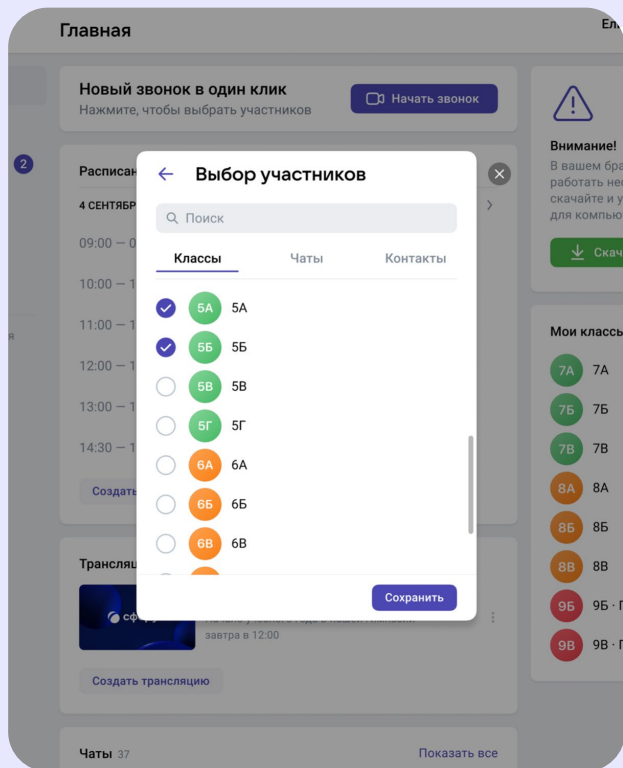 Главная
Новый звонок в один клик
Нажмите, чтобы выбрать участников
Начать звонок
2
4 СЕНТЯБР
09:00 — 0
10:00 — 1
11:00 — 1
12:00 — 1
13:00 — 1
14:30 — 1
Создать
Выбор участников
Поиск
Классы Чаты Контакты
5А 5А
5Б 5Б
5В 5В
5Г 5Г
6А 6А
6Б 6Б
6В 6В
Сохранить
завтра в 12:00
Создать трансляцию
Чаты 37
Показать все
Внимание!
В вашем бра
работать нес
скачайте и у
для компью
Скач
Мои классы
7А 7А
7Б 7Б
7В 7В
8А 8А
8Б 8Б
8В 8В
9Б 9Б · Г
9В 9В · Г